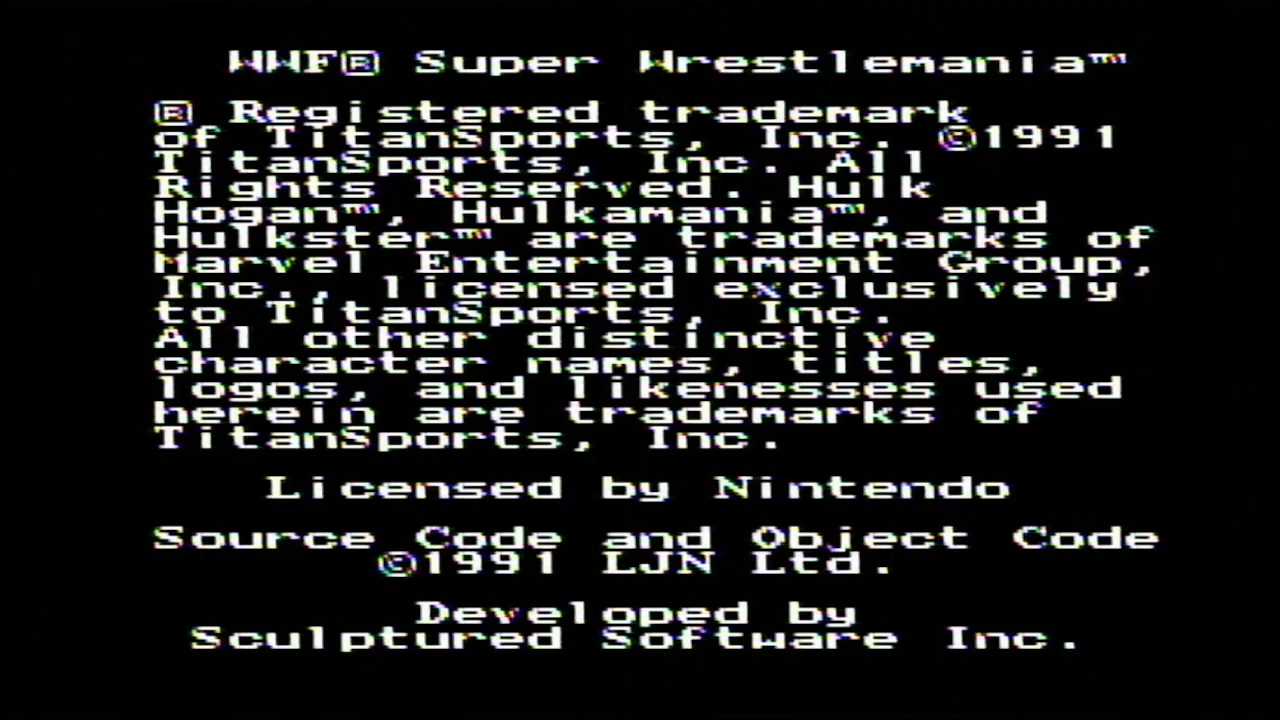 WWF® Super Wrestlemania™
® Registered trademark
of TitanSports, Inc. ©1991
TitanSports, Inc. All
Rights Reserved. Hulk
Hogan™, Hulkamania™, and
Hulkster™ are trademarks of
Marvel Entertainment Group,
Inc., licensed exclusively
to TitanSports, Inc.
All other distinctive
character names, titles,
logos, and likenesses used
herein are trademarks of
TitanSports, Inc.
Licensed by Nintendo
Source Code and Object Code
©1991 LJN Ltd.
Developed by
Sculptured Software Inc.